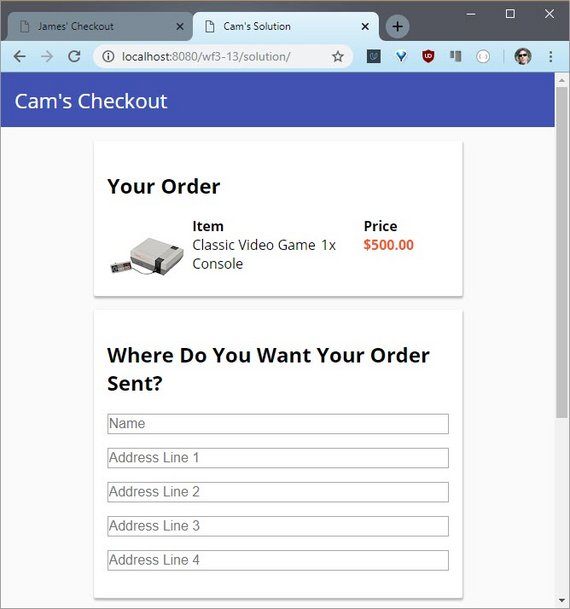 James' Checkout
Cam's Solution
localhost:8080/wf3-13/solution/
Cam's Checkout
Your Order
Item Price
Classic Video Game 1x $500.00
Console
Where Do You Want Your Order
Sent?
Name
Address Line 1
Address Line 2
Address Line 3
Address Line 4